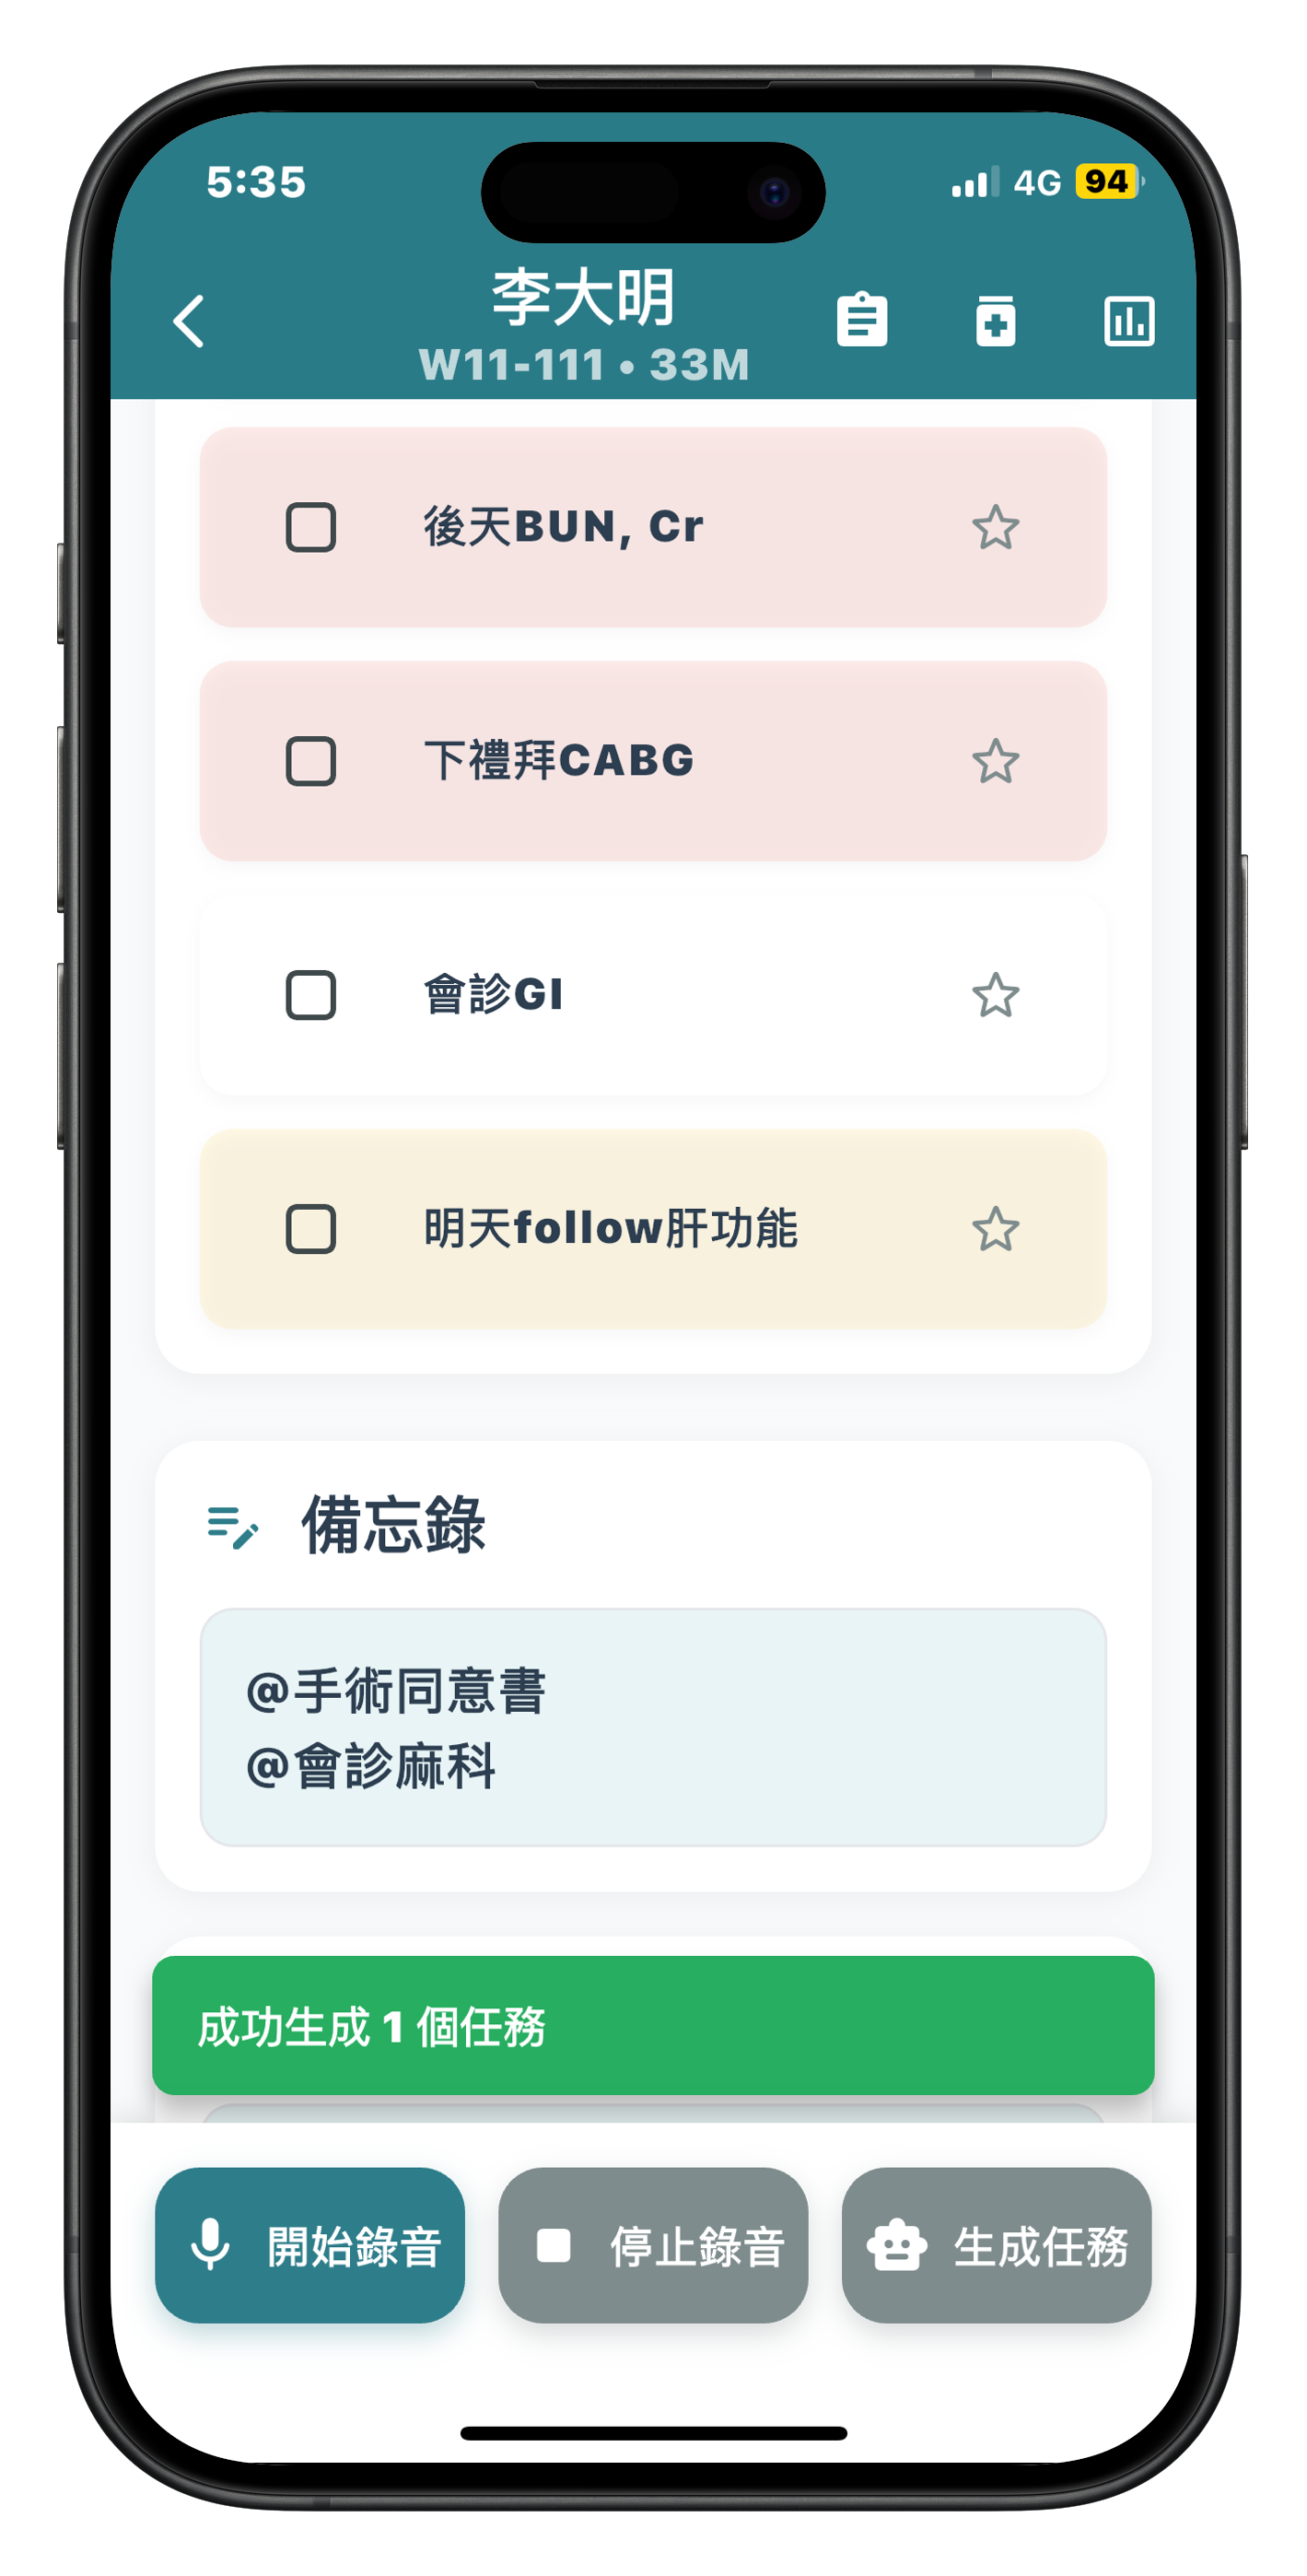 5:35
4G 94
李大明
W11-111 • 33M
後天BUN, Cr
下禮拜CABG
會診GI
明天follow肝功能
備忘錄
@手術同意書
@會診麻科
成功生成 1 個任務
開始錄音
停止錄音
生成任務